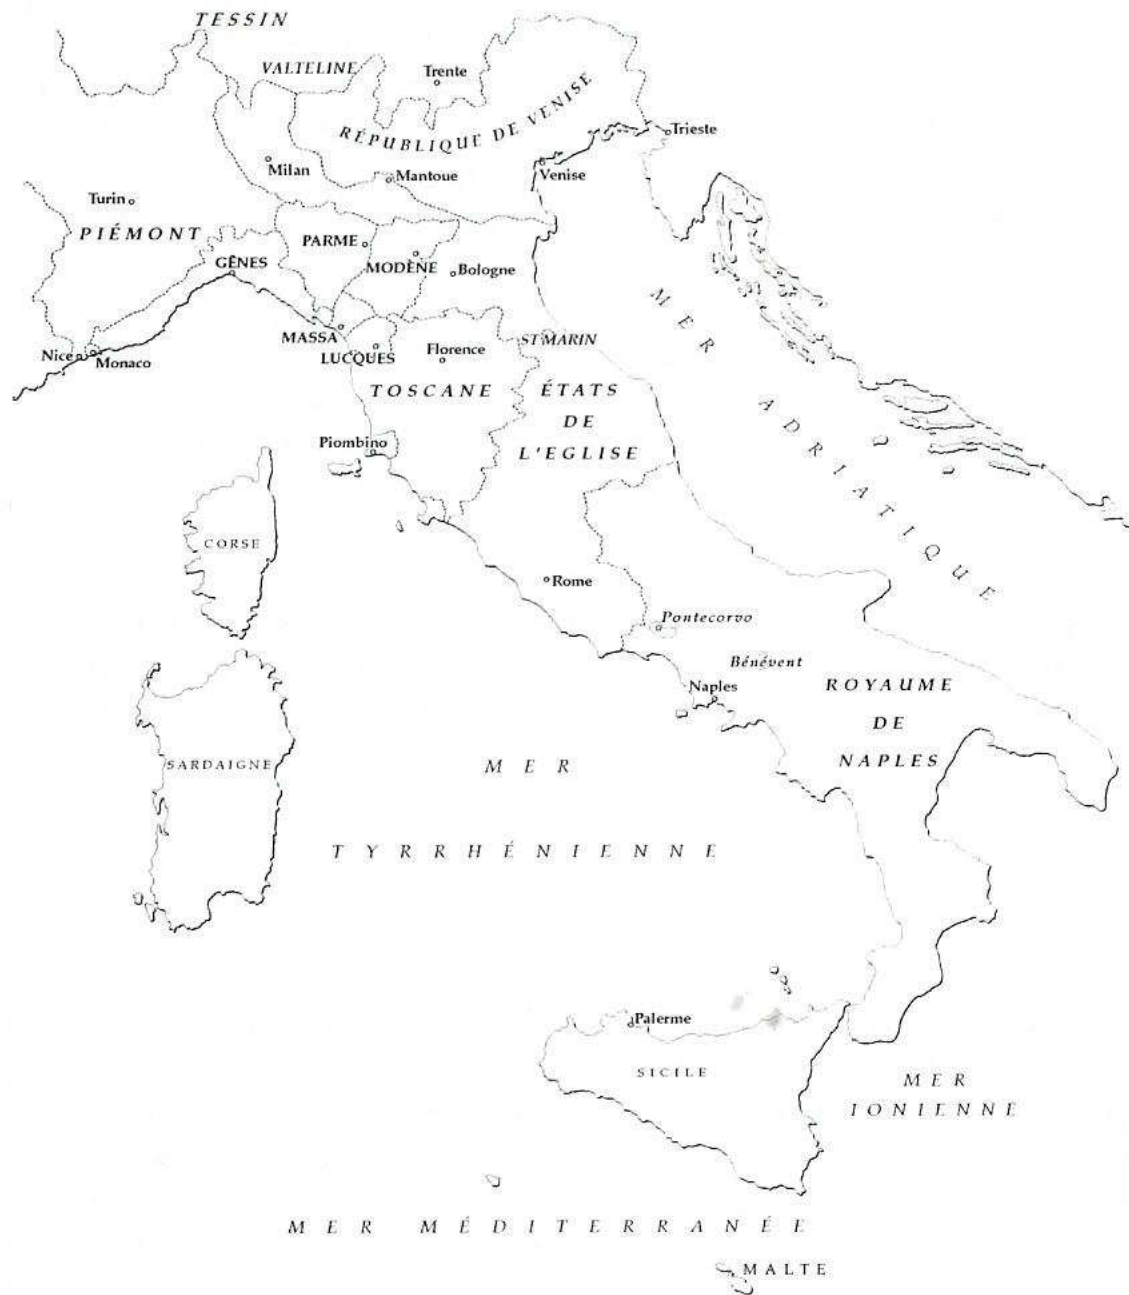 TESSIN
VALTELINE
Trente
RÉPUBLIQUE DE VENISE
Trieste
Milan
Venise
Mantoue
Turin
PIÉMONT
PARME
GÊNES
MODÈNE
Bologne
MER ADRIATIQUE
MASSA
ST MARIN
LUCQUES
Florence
Nice
Monaco
TOSCANE
ÉTATS
DE
L'EGLISE
Piombino
CORSE
Rome
Pontecorvo
Bénévent
Naples
ROYAUME
DE
NAPLES
SARDAIGNE
MER
TYRRHÉNIENNE
Palerme
SICILE
MER
IONIENNE
MER MÉDITERRANÉE
MALTE